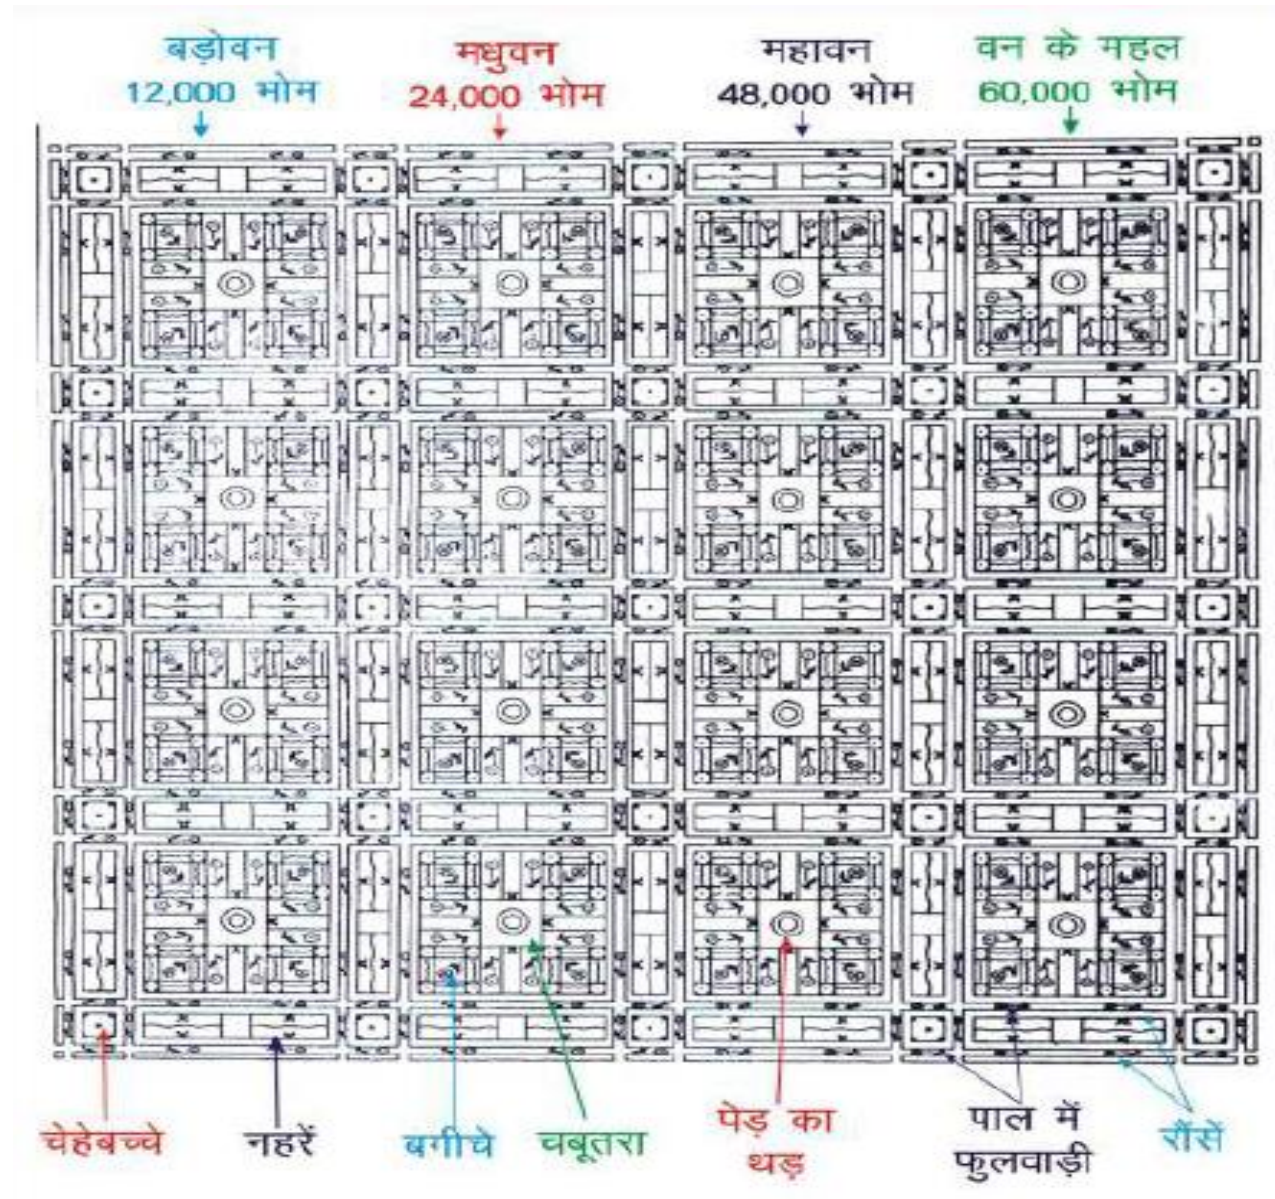 बड़ोवन
12,000 भोम
मधुवन
24,000 भोम
महावन
48,000 भोम
वन के महल
60,000 भोम
चेहेबच्चे
नहरें
बगीचे
चबूतरा
पेड़ का
थड़
पाल में
फुलवाड़ी
रौंसें